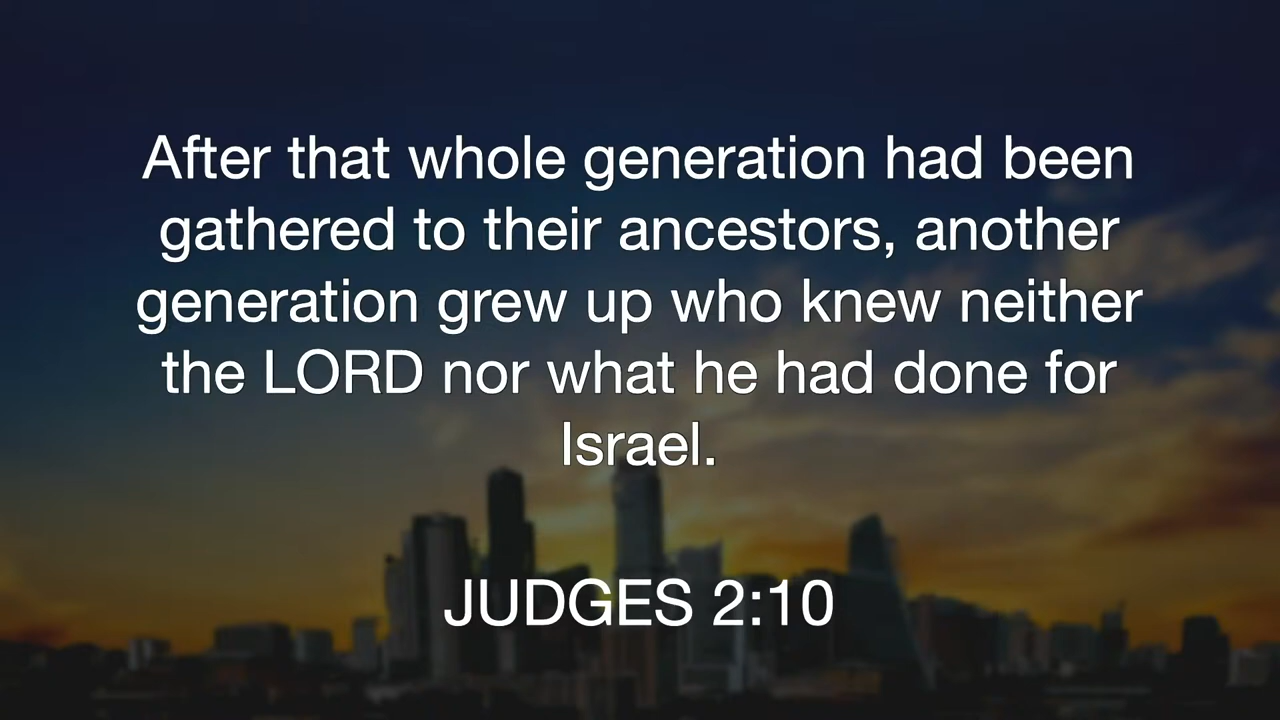 After that whole generation had been
gathered to their ancestors, another
generation grew up who knew neither
the LORD nor what he had done for
Israel.
JUDGES 2:10